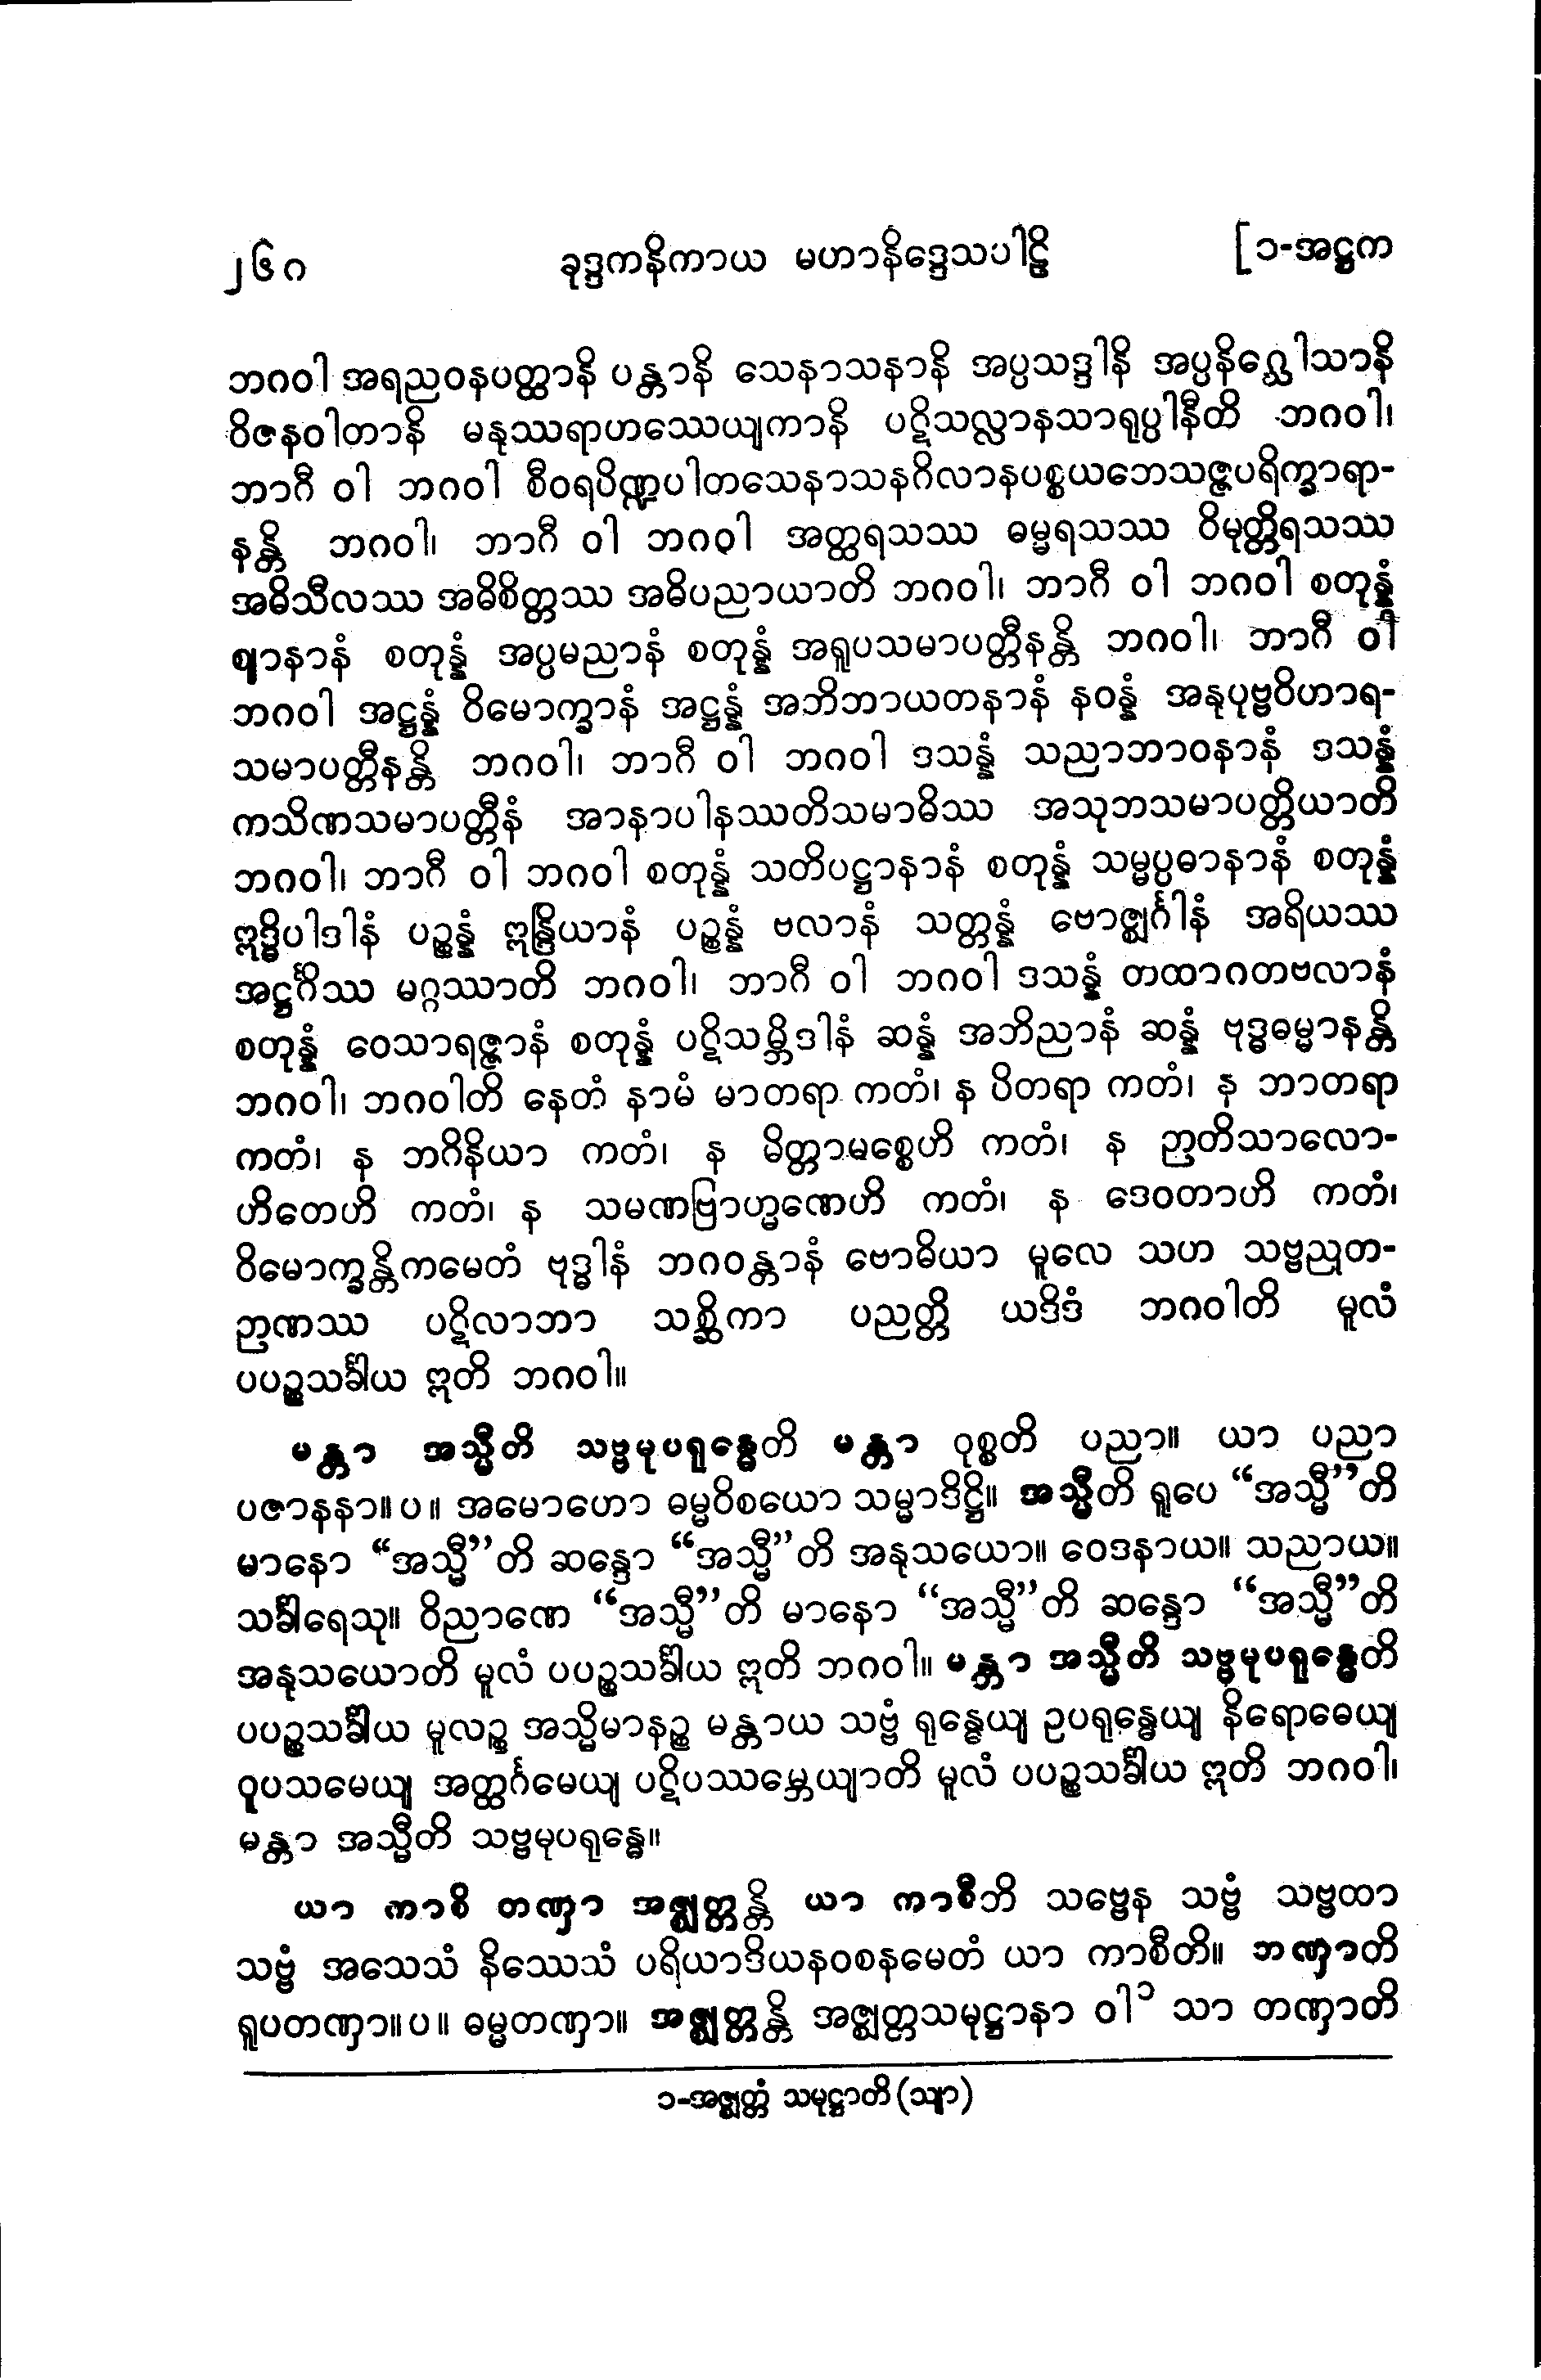 ၂၆၈ ခုဒ္ဒကနိကာယ မဟာနိဒ္ဒေသပါဠိ [၁-အဋ္ဌက
ဘဂဝါ အရညဝနပတ္ထာနိ ပန္တာနိ သေနာသနာနိ အပ္ပသဒ္ဒါနိ အပ္ပနိဂ္ဃေါသာနိ
ဝိဇနဝါတာနိ မနုဿရာဟဿေယျကာနိ ပဋိသလ္လာနသာရုပ္ပါနီတိ ဘဂဝါ၊
ဘာဂီ ဝါ ဘဂဝါ စီဝရပိဏ္ဍပါတသေနာသနဂိလာနပစ္စယဘေသဇ္ဇပရိက္ခာရာ-
နန္တိ ဘဂဝါ၊ ဘာဂီ ဝါ ဘဂဝါ အတ္ထရသဿ ဓမ္မရသဿ ဝိမုတ္တိရသဿ
အဓိသီလဿ အဓိစိတ္တဿ အဓိပညာယာတိ ဘဂဝါ၊ ဘာဂီ ဝါ ဘဂဝါ စတုန္နံ
ဈာနာနံ စတုန္နံ အပ္ပမညာနံ စတုန္နံ အရူပသမာပတ္တီနန္တိ ဘဂဝါ၊ ဘာဂီ ဝါ
ဘဂဝါ အဋ္ဌန္နံ ဝိမောက္ခာနံ အဋ္ဌန္နံ အဘိဘာယတနာနံ နဝန္နံ အနုပုဗ္ဗဝိဟာရ-
သမာပတ္တီနန္တိ ဘဂဝါ၊ ဘာဂီ ဝါ ဘဂဝါ ဒသန္နံ သညာဘာဝနာနံ ဒသန္နံ
ကသိဏသမာပတ္တီနံ အာနာပါနဿတိသမာဓိဿ အသုဘသမာပတ္တိယာတိ
ဘဂဝါ၊ ဘာဂီ ဝါ ဘဂဝါ စတုန္နံ သတိပဋ္ဌာနာနံ စတုန္နံ သမ္မပ္ပဓာနာနံ စတုန္နံ
ဣဒ္ဓိပါဒါနံ ပဉ္စန္နံ ဣန္ဒြိယာနံ ပဉ္စန္နံ ဗလာနံ သတ္တန္နံ ဗောဇ္ဈင်္ဂါနံ အရိယဿ
အဋ္ဌင်္ဂိဿ မဂ္ဂဿာတိ ဘဂဝါ၊ ဘာဂီ ဝါ ဘဂဝါ ဒသန္နံ တထာဂတဗလာနံ
စတုန္နံ ဝေသာရဇ္ဇာနံ စတုန္နံ ပဋိသမ္ဘိဒါနံ ဆန္နံ အဘိညာနံ ဆန္နံ ဗုဒ္ဓဓမ္မာနန္တိ
ဘဂဝါ၊ ဘဂဝါတိ နေတံ နာမံ မာတရာ ကတံ၊ န ပိတရာ ကတံ၊ န ဘာတရာ
ကတံ၊ န ဘဂိနိယာ ကတံ၊ န မိတ္တာမစ္စေဟိ ကတံ၊ န ဉာတိသာလော-
ဟိတေဟိ ကတံ၊ န သမဏဗြာဟ္မဏေဟိ ကတံ၊ န ဒေဝတာဟိ ကတံ၊
ဝိမောက္ခန္တိကမေတံ ဗုဒ္ဓါနံ ဘဂဝန္တာနံ ဗောဓိယာ မူလေ သဟ သဗ္ဗညုတ-
ဉာဏဿ ပဋိလာဘာ သစ္ဆိကာ ပညတ္တိ ယဒိဒံ ဘဂဝါတိ မူလံ
ပပဉ္စသင်္ခါယ ဣတိ ဘဂဝါ။
မန္တာ အသ္မီတိ သဗ္ဗမုပရုန္ဓေတိ မန္တာ ဝုစ္စတိ ပညာ။ ယာ ပညာ
ပဇာနနာ။ပ။ အမောဟော ဓမ္မဝိစယော သမ္မာဒိဋ္ဌိ။ အသ္မီတိ ရူပေ “အသ္မီ”တိ
မာနော “အသ္မီ”တိ ဆန္ဒော “အသ္မီ”တိ အနုသယော။ ဝေဒနာယ။ သညာယ။
သင်္ခါရေသု။ ဝိညာဏေ “အသ္မီ”တိ မာနော “အသ္မီ”တိ ဆန္ဒော “အသ္မီ”တိ
အနုသယောတိ မူလံ ပပဉ္စသင်္ခါယ ဣတိ ဘဂဝါ။ မန္တာ အသ္မီတိ သဗ္ဗမုပရုန္ဓေတိ
ပပဉ္စသင်္ခါယ မူလဉ္စ အသ္မိမာနဉ္စ မန္တာယ သဗ္ဗံ ရုန္ဓေယျ ဥပရုန္ဓေယျ နိရောဓေယျ
ဝူပသမေယျ အတ္ထင်္ဂမေယျ ပဋိပဿမ္ဘေယျာတိ မူလံ ပပဉ္စသင်္ခါယ ဣတိ ဘဂဝါ၊
မန္တာ အသ္မီတိ သဗ္ဗမုပရုန္ဓေ။
ယာ ကာစိ တဏှာ အဇ္ဈတ္တန္တိ ယာ ကာစီဘိ သဗ္ဗေန သဗ္ဗံ သဗ္ဗထာ
သဗ္ဗံ အသေသံ နိဿေသံ ပရိယာဒိယနဝစနမေတံ ယာ ကာစီတိ။ ဘဏှာတိ
ရူပတဏှာ။ပ။ ဓမ္မတဏှာ။ အဇ္ဈတ္တန္တိ အဇ္ဈတ္တသမုဋ္ဌာနာ ဝါ၁ သာ တဏှာတိ
၁-အဇ္ဈတ္တံ သမုဋ္ဌာတိ (သျာ)